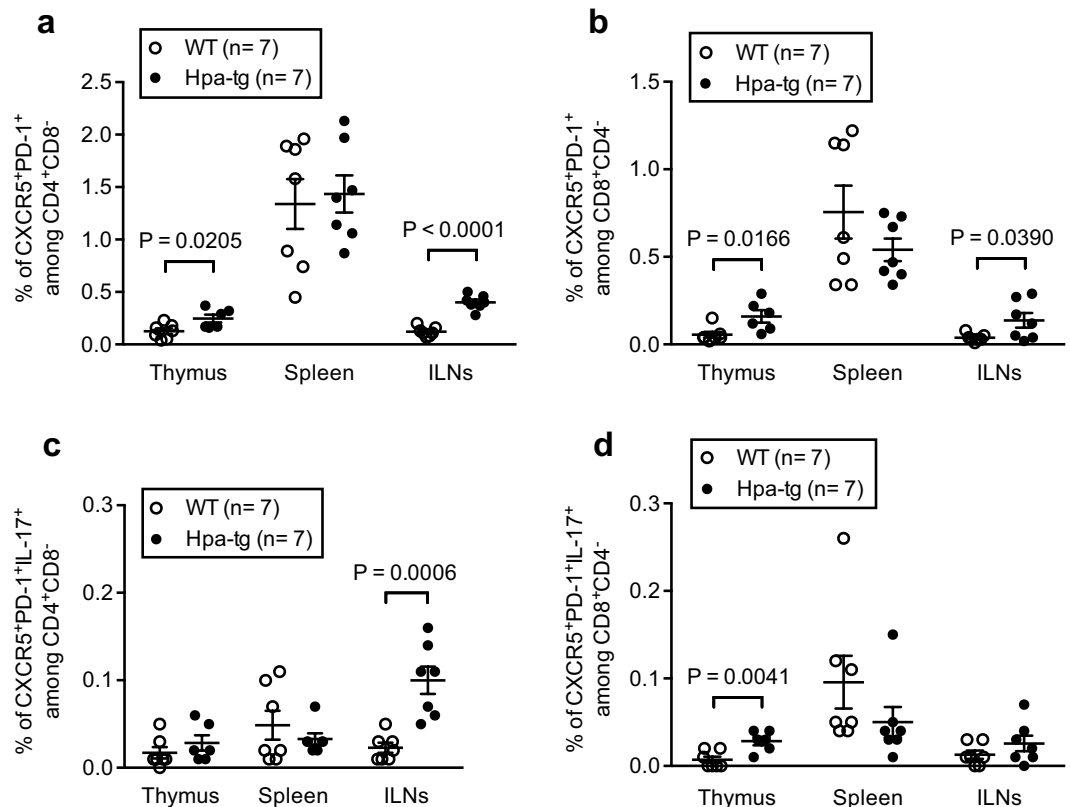 a
WT (n= 7)
Hpa-tg (n= 7)
% of CXCR5⁺PD-1⁺
among CD4⁺CD8⁻
2.5
2.0
1.5
1.0
0.5
0.0
P = 0.0205
P < 0.0001
Thymus Spleen ILNs
b
WT (n= 7)
Hpa-tg (n= 7)
% of CXCR5⁺PD-1⁺
among CD8⁺CD4⁻
1.5
1.0
0.5
0.0
P = 0.0166
P = 0.0390
Thymus Spleen ILNs
c
WT (n= 7)
Hpa-tg (n= 7)
% of CXCR5⁺PD-1⁺IL-17⁺
among CD4⁺CD8⁻
0.3
0.2
0.1
0.0
P = 0.0006
Thymus Spleen ILNs
d
WT (n= 7)
Hpa-tg (n= 7)
% of CXCR5⁺PD-1⁺IL-17⁺
among CD8⁺CD4⁻
0.3
0.2
0.1
0.0
P = 0.0041
Thymus Spleen ILNs